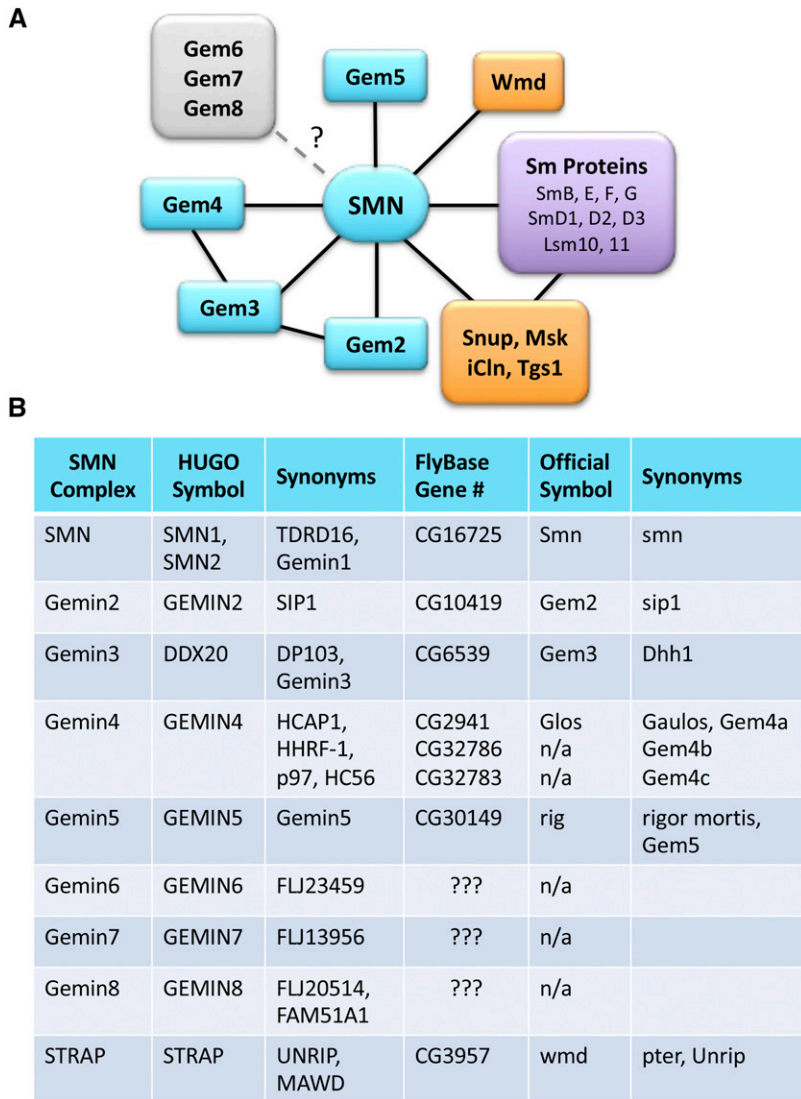 A
Gem6
Gem7
Gem8
?
Gem5
Wmd
Sm Proteins
SmB, E, F, G
SmD1, D2, D3
Lsm10, 11
SMN
Gem4
Gem3
Gem2
Snup, Msk
iCln, Tgs1
B
SMN Complex
HUGO Symbol
Synonyms
FlyBase Gene #
Official Symbol
Synonyms
SMN
SMN1, SMN2
TDRD16, Gemin1
CG16725
Smn
smn
Gemin2
GEMIN2
SIP1
CG10419
Gem2
sip1
Gemin3
DDX20
DP103, Gemin3
CG6539
Gem3
Dhh1
Gemin4
GEMIN4
HCAP1, HHRF-1, p97, HC56
CG2941
CG32786
CG32783
Glos
n/a
n/a
Gaulos, Gem4a
Gem4b
Gem4c
Gemin5
GEMIN5
Gemin5
CG30149
rig
rigor mortis, Gem5
Gemin6
GEMIN6
FLJ23459
???
n/a
Gemin7
GEMIN7
FLJ13956
???
n/a
Gemin8
GEMIN8
FLJ20514, FAM51A1
???
n/a
STRAP
STRAP
UNRIP, MAWD
CG3957
wmd
pter, Unrip